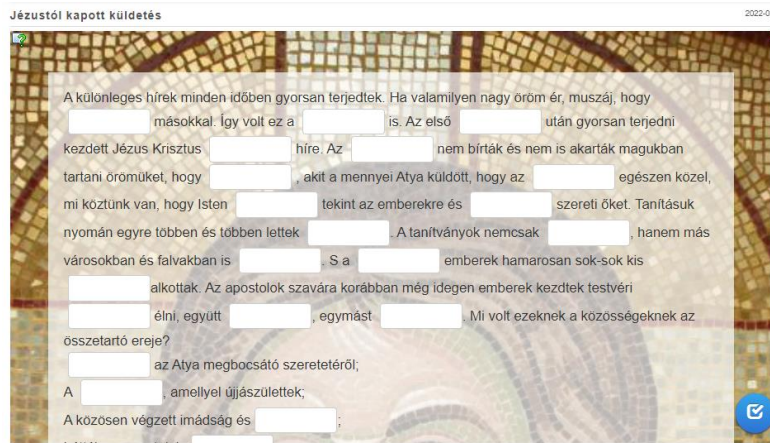 Jézustól kapott küldetés
2022-0
A különleges hírek minden időben gyorsan terjedtek. Ha valamilyen nagy öröm ér, muszáj, hogy
másokkal. Így volt ez a is. Az első után gyorsan terjedni
kezdett Jézus Krisztus híre. Az nem bírták és nem is akarták magukban
tartani örömüket, hogy , akit a mennyei Atya küldött, hogy az egészen közel,
mi köztünk van, hogy Isten tekint az emberekre és szereti őket. Tanításuk
nyomán egyre többen és többen lettek . A tanítványok nemcsak , hanem más
városokban és falvakban is . S a emberek hamarosan sok-sok kis
alkottak. Az apostolok szavára korábban még idegen emberek kezdtek testvéri
élni, együtt , egymást . Mi volt ezeknek a közösségeknek az
összetartó ereje?
az Atya megbocsátó szeretetéről;
A , amellyel újjászülettek;
A közösen végzett imádság és ;